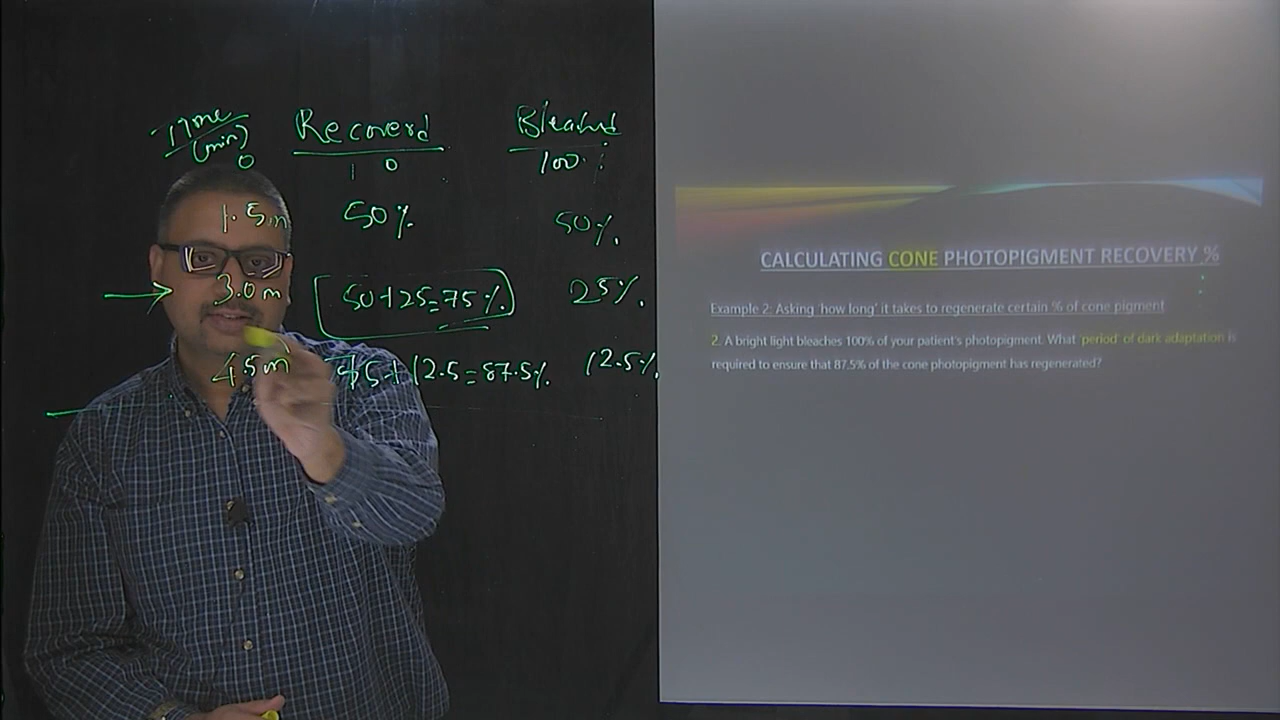 Time Recoverd Bleached
(min)
0 0 100
1.5m 50% 50%
3.0m 50+25=75% 25%
4.5m 75+12.5=87.5% 12.5%
CALCULATING CONE PHOTOPIGMENT RECOVERY %
Example 2: Asking 'how long' it takes to regenerate certain % of cone pigment
2. A bright light bleaches 100% of your patient's photopigment. What 'period' of dark adaptation is
required to ensure that 87.5% of the cone photopigment has regenerated?